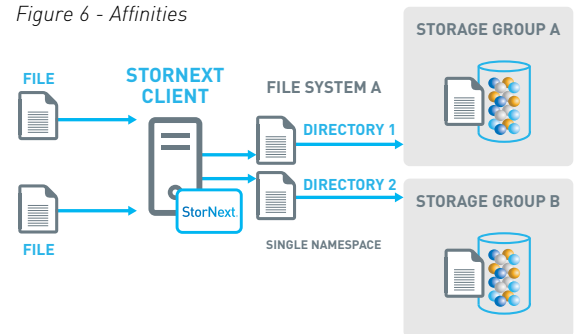 Figure 6 - Affinities
STORAGE GROUP A
FILE
STORNEXT
CLIENT
FILE SYSTEM A
DIRECTORY 1
DIRECTORY 2
StorNext.
STORAGE GROUP B
FILE
SINGLE NAMESPACE